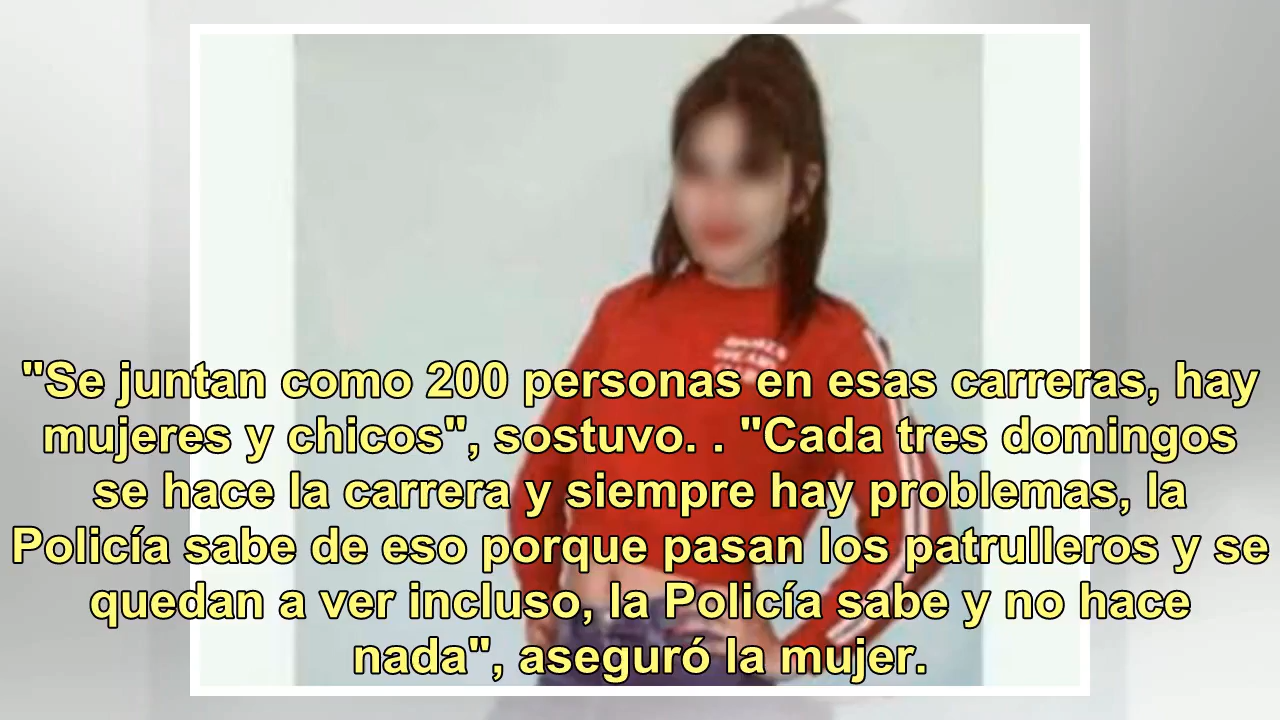 "Se juntan como 200 personas en esas carreras, hay
mujeres y chicos", sostuvo. . "Cada tres domingos
se hace la carrera y siempre hay problemas, la
Policía sabe de eso porque pasan los patrulleros y se
quedan a ver incluso, la Policía sabe y no hace
nada", aseguró la mujer.